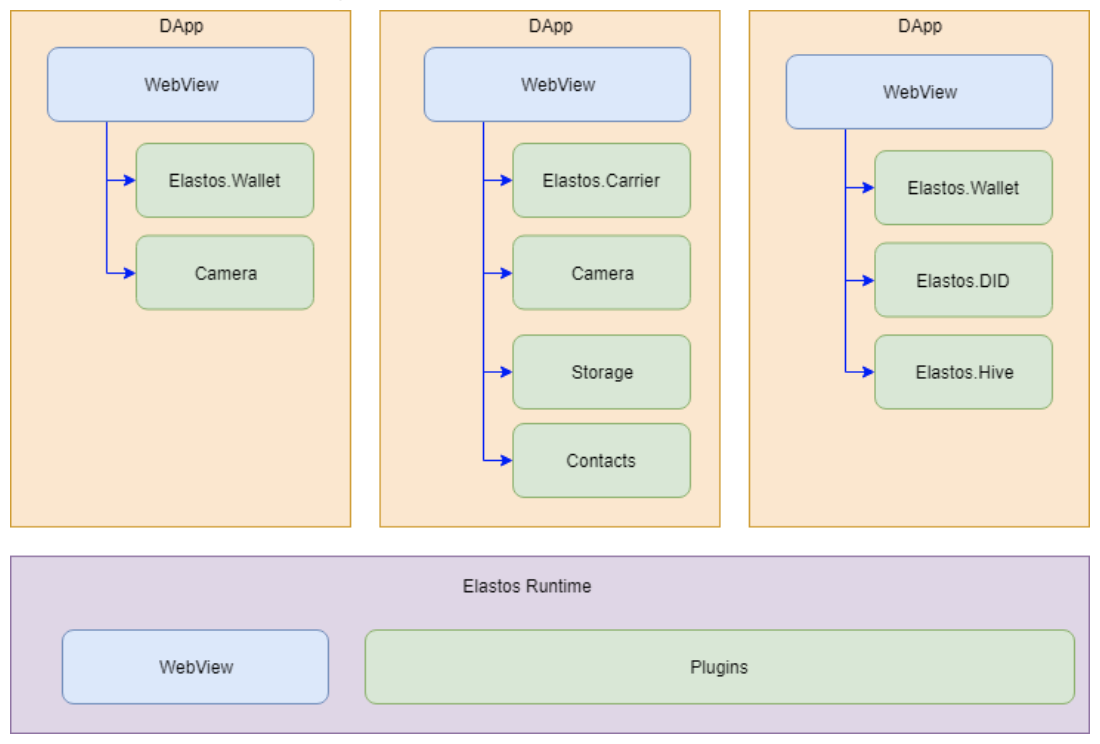 DApp
WebView
Elastos.Wallet
Camera
DApp
WebView
Elastos.Carrier
Camera
Storage
Contacts
DApp
WebView
Elastos.Wallet
Elastos.DID
Elastos.Hive
Elastos Runtime
WebView
Plugins